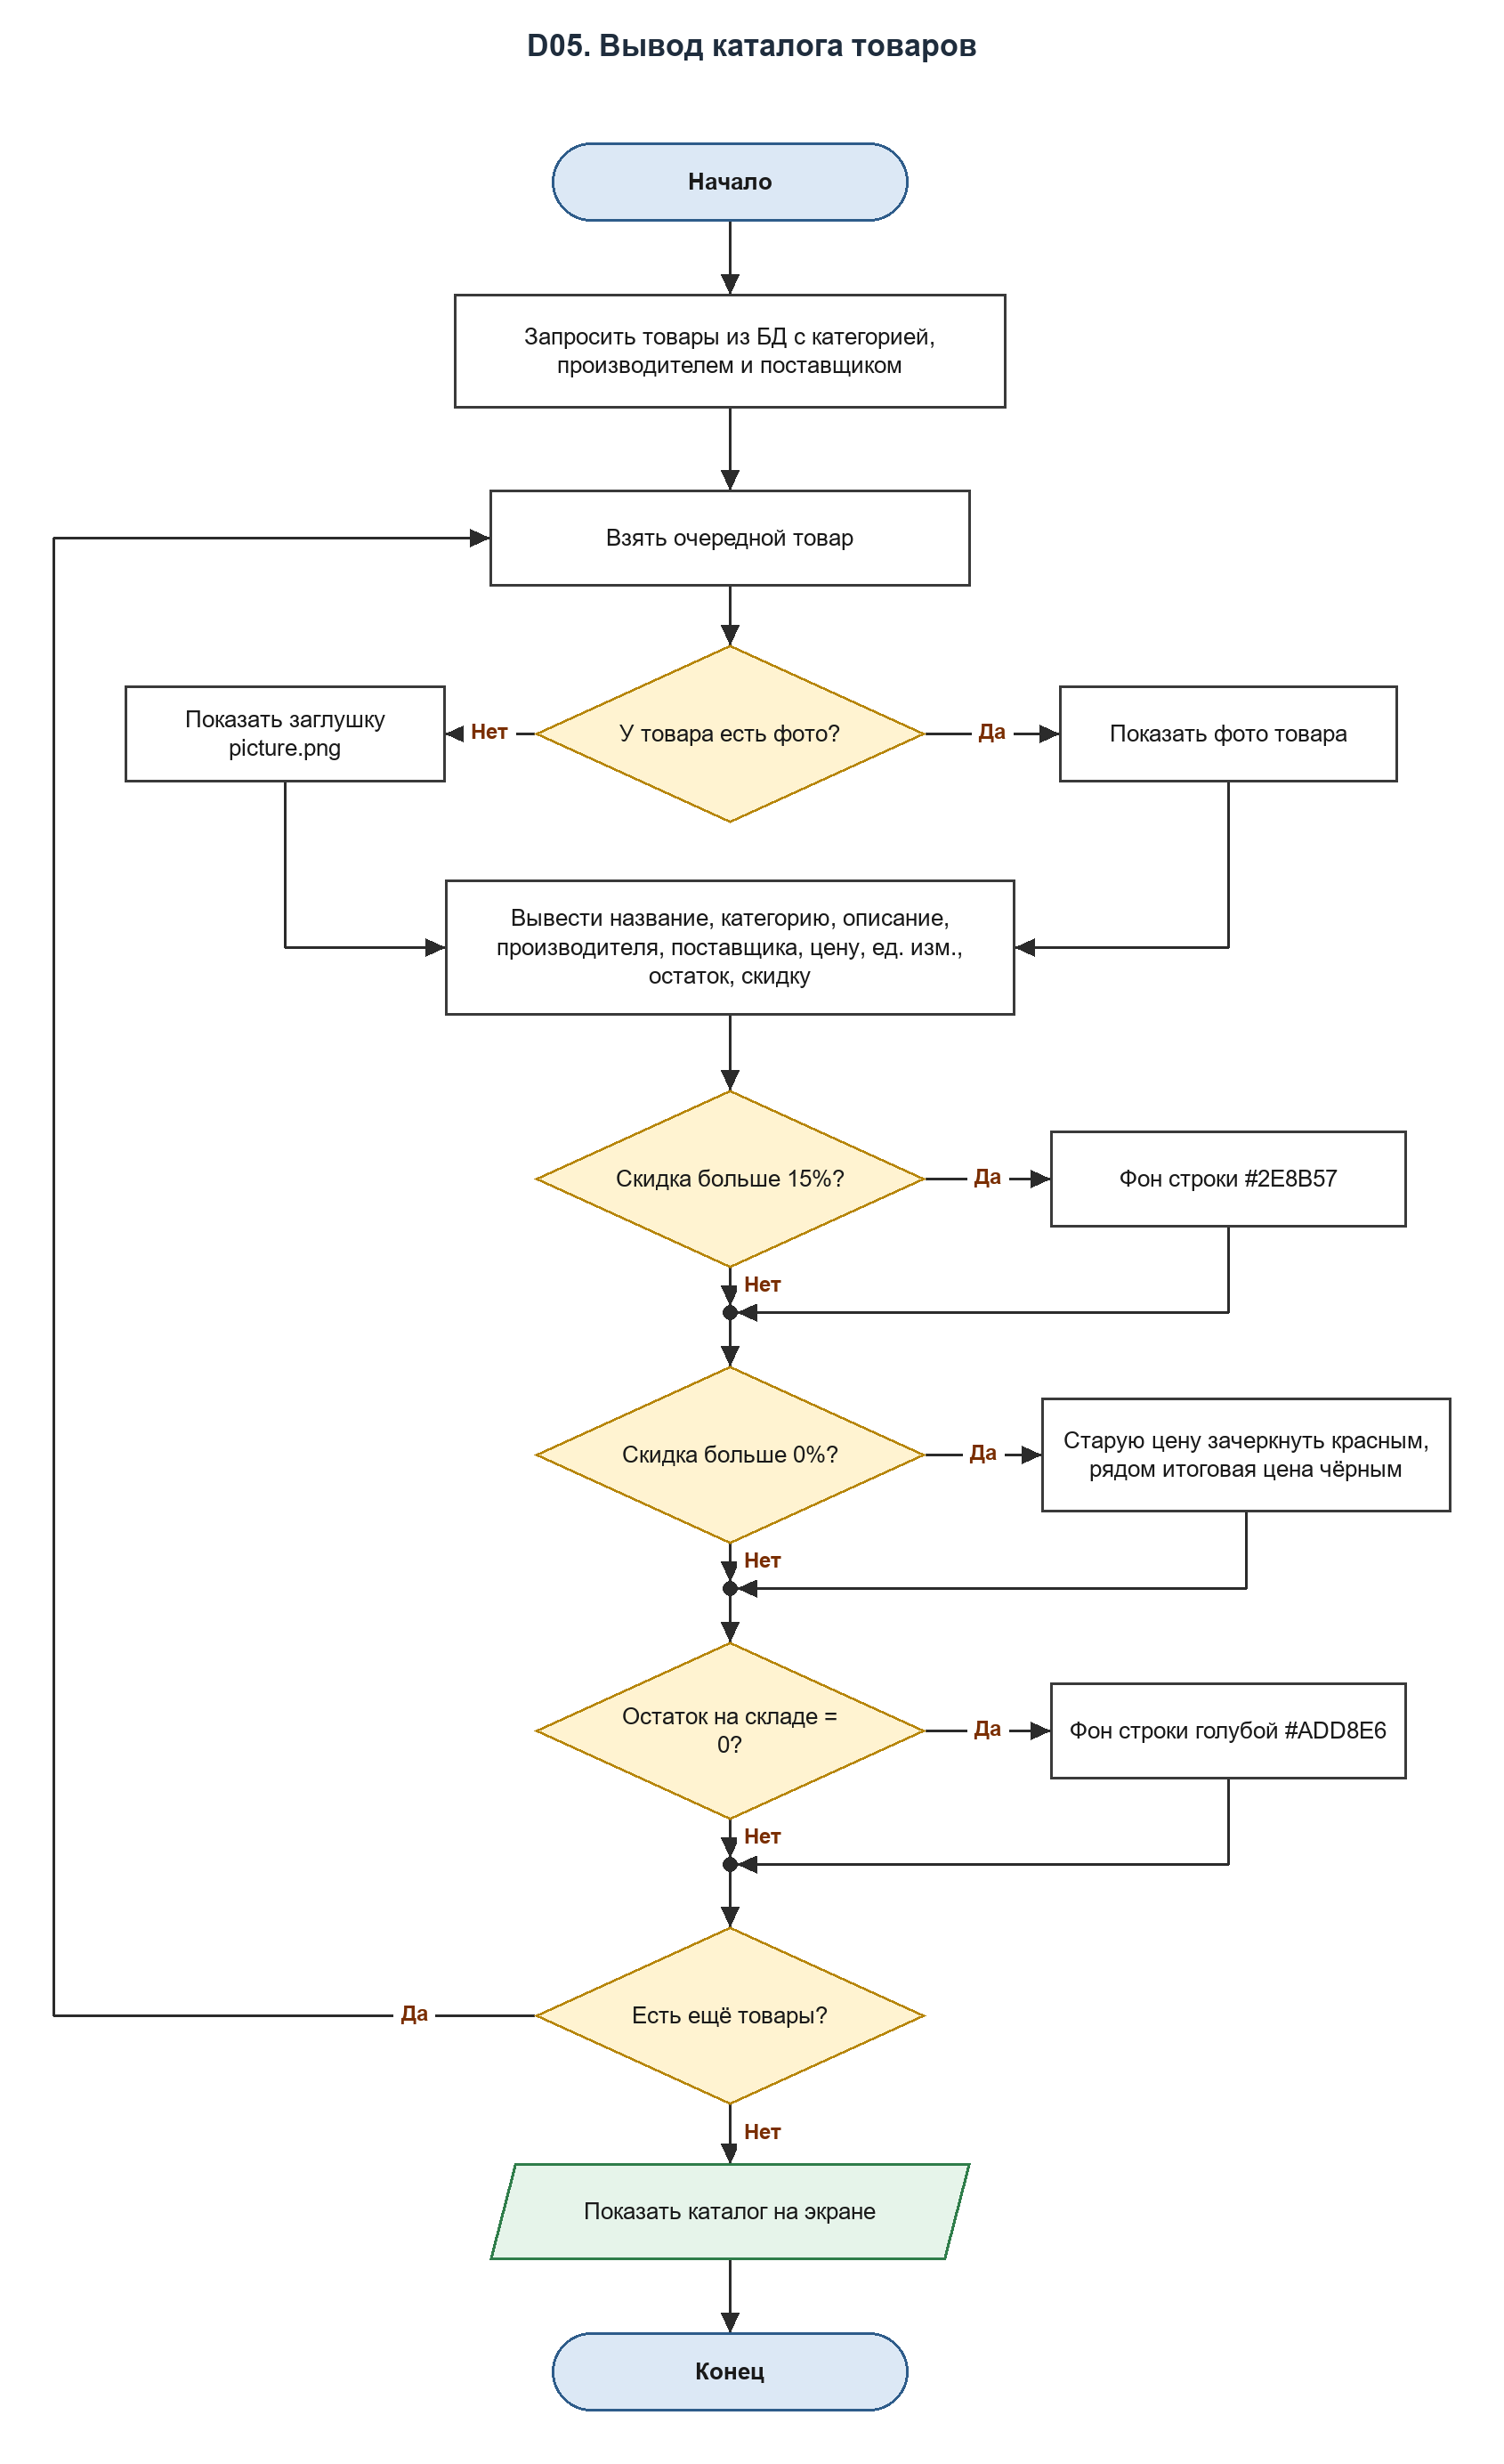 D05. Вывод каталога товаров
Начало
Запросить товары из БД с категорией,
производителем и поставщиком
Взять очередной товар
Показать заглушку
picture.png
Нет
У товара есть фото?
Да
Показать фото товара
Вывести название, категорию, описание,
производителя, поставщика, цену, ед. изм.,
остаток, скидку
Скидка больше 15%?
Да
Фон строки #2E8B57
Нет
Скидка больше 0%?
Да
Старую цену зачеркнуть красным,
рядом итоговая цена чёрным
Нет
Остаток на складе =
0?
Да
Фон строки голубой #ADD8E6
Нет
Да
Есть ещё товары?
Нет
Показать каталог на экране
Конец